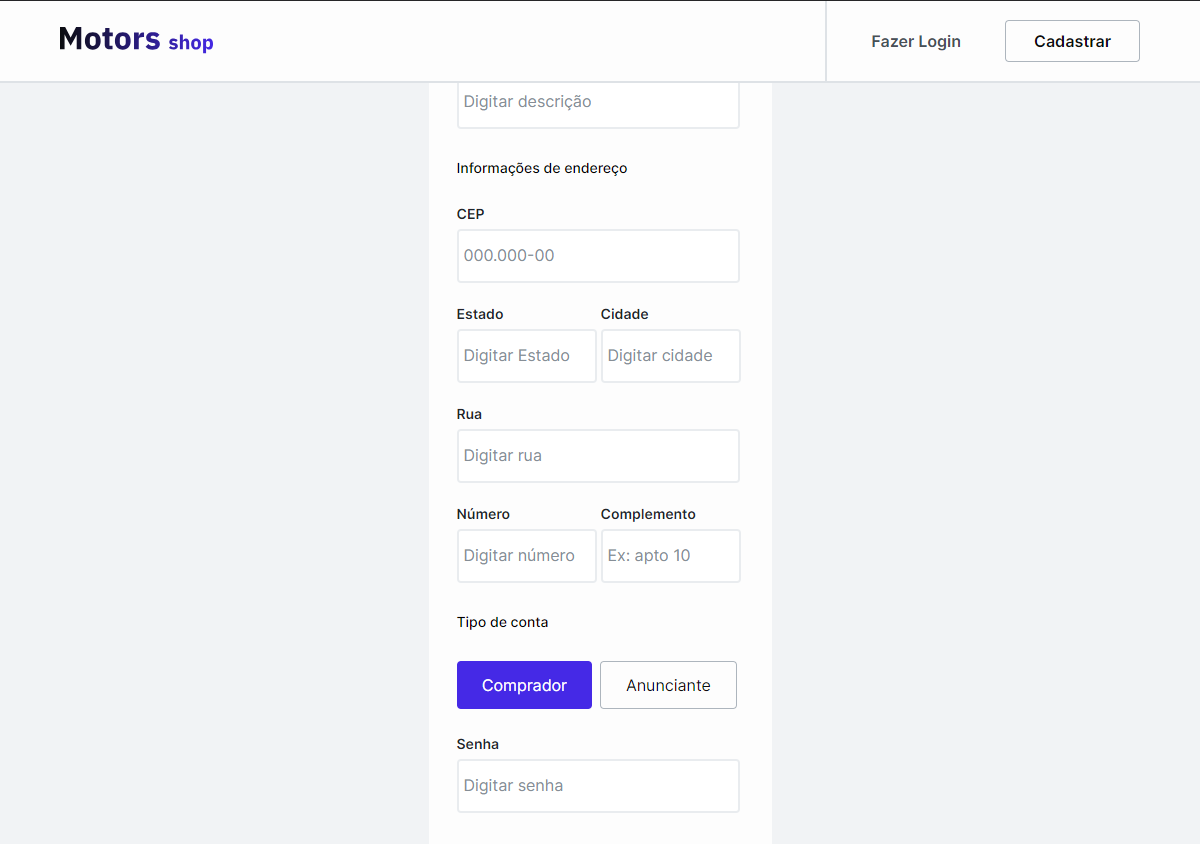 Motors shop
Fazer Login
Cadastrar
Digitar descrição
Informações de endereço
CEP
000.000-00
Estado Cidade
Digitar Estado Digitar cidade
Rua
Digitar rua
Número Complemento
Digitar número Ex: apto 10
Tipo de conta
Comprador Anunciante
Senha
Digitar senha